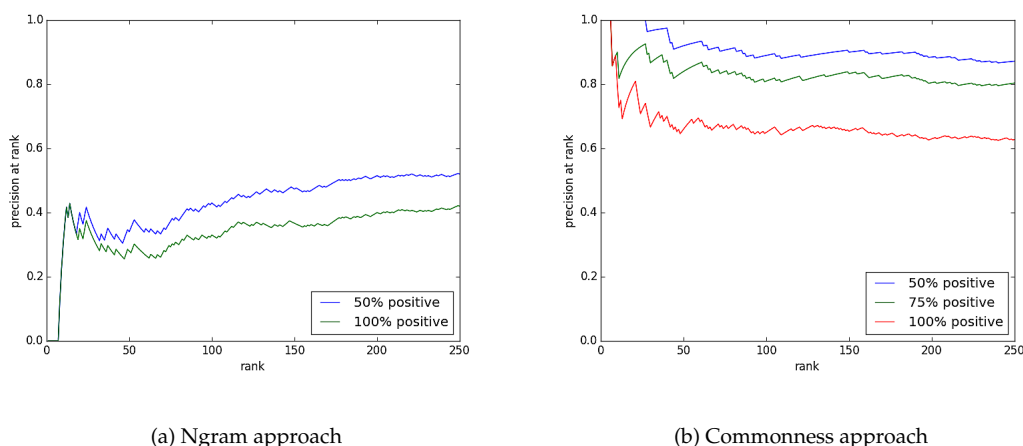 1.0
0.8
0.6
0.4
0.2
0.0
precision at rank
0 50 100 150 200 250
rank
50% positive
100% positive
(a) Ngram approach
1.0
0.8
0.6
0.4
0.2
0.0
precision at rank
0 50 100 150 200 250
rank
50% positive
75% positive
100% positive
(b) Commonness approach